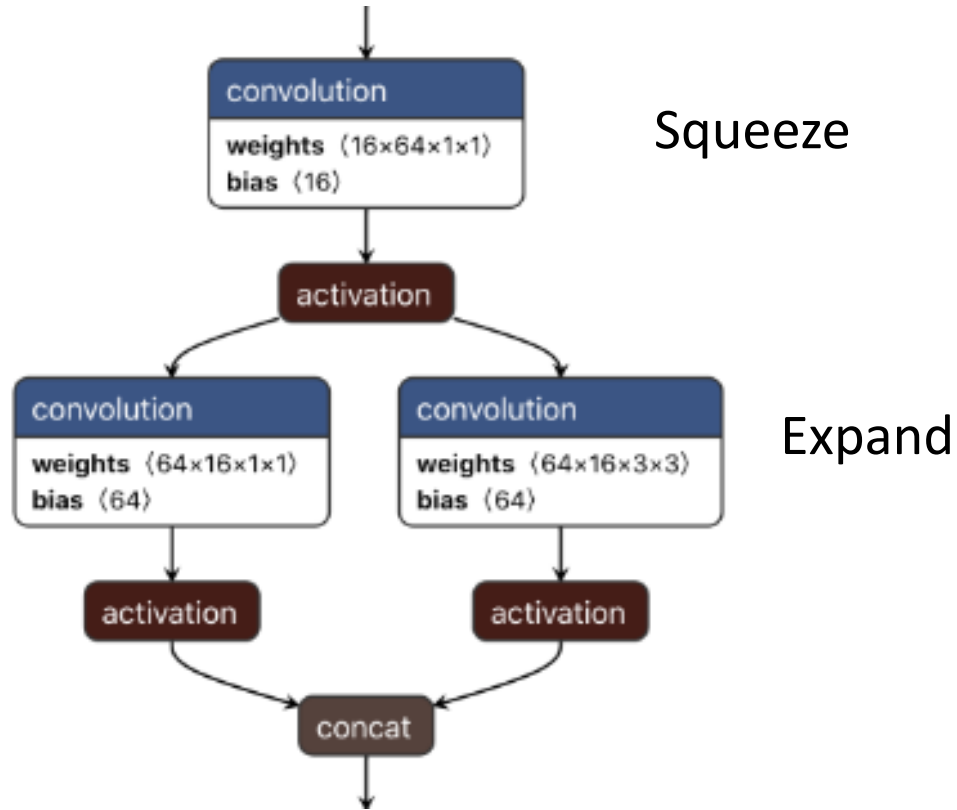 convolution
weights ⟨16×64×1×1⟩
bias ⟨16⟩
Squeeze
activation
convolution
weights ⟨64×16×1×1⟩
bias ⟨64⟩
convolution
weights ⟨64×16×3×3⟩
bias ⟨64⟩
Expand
activation
activation
concat